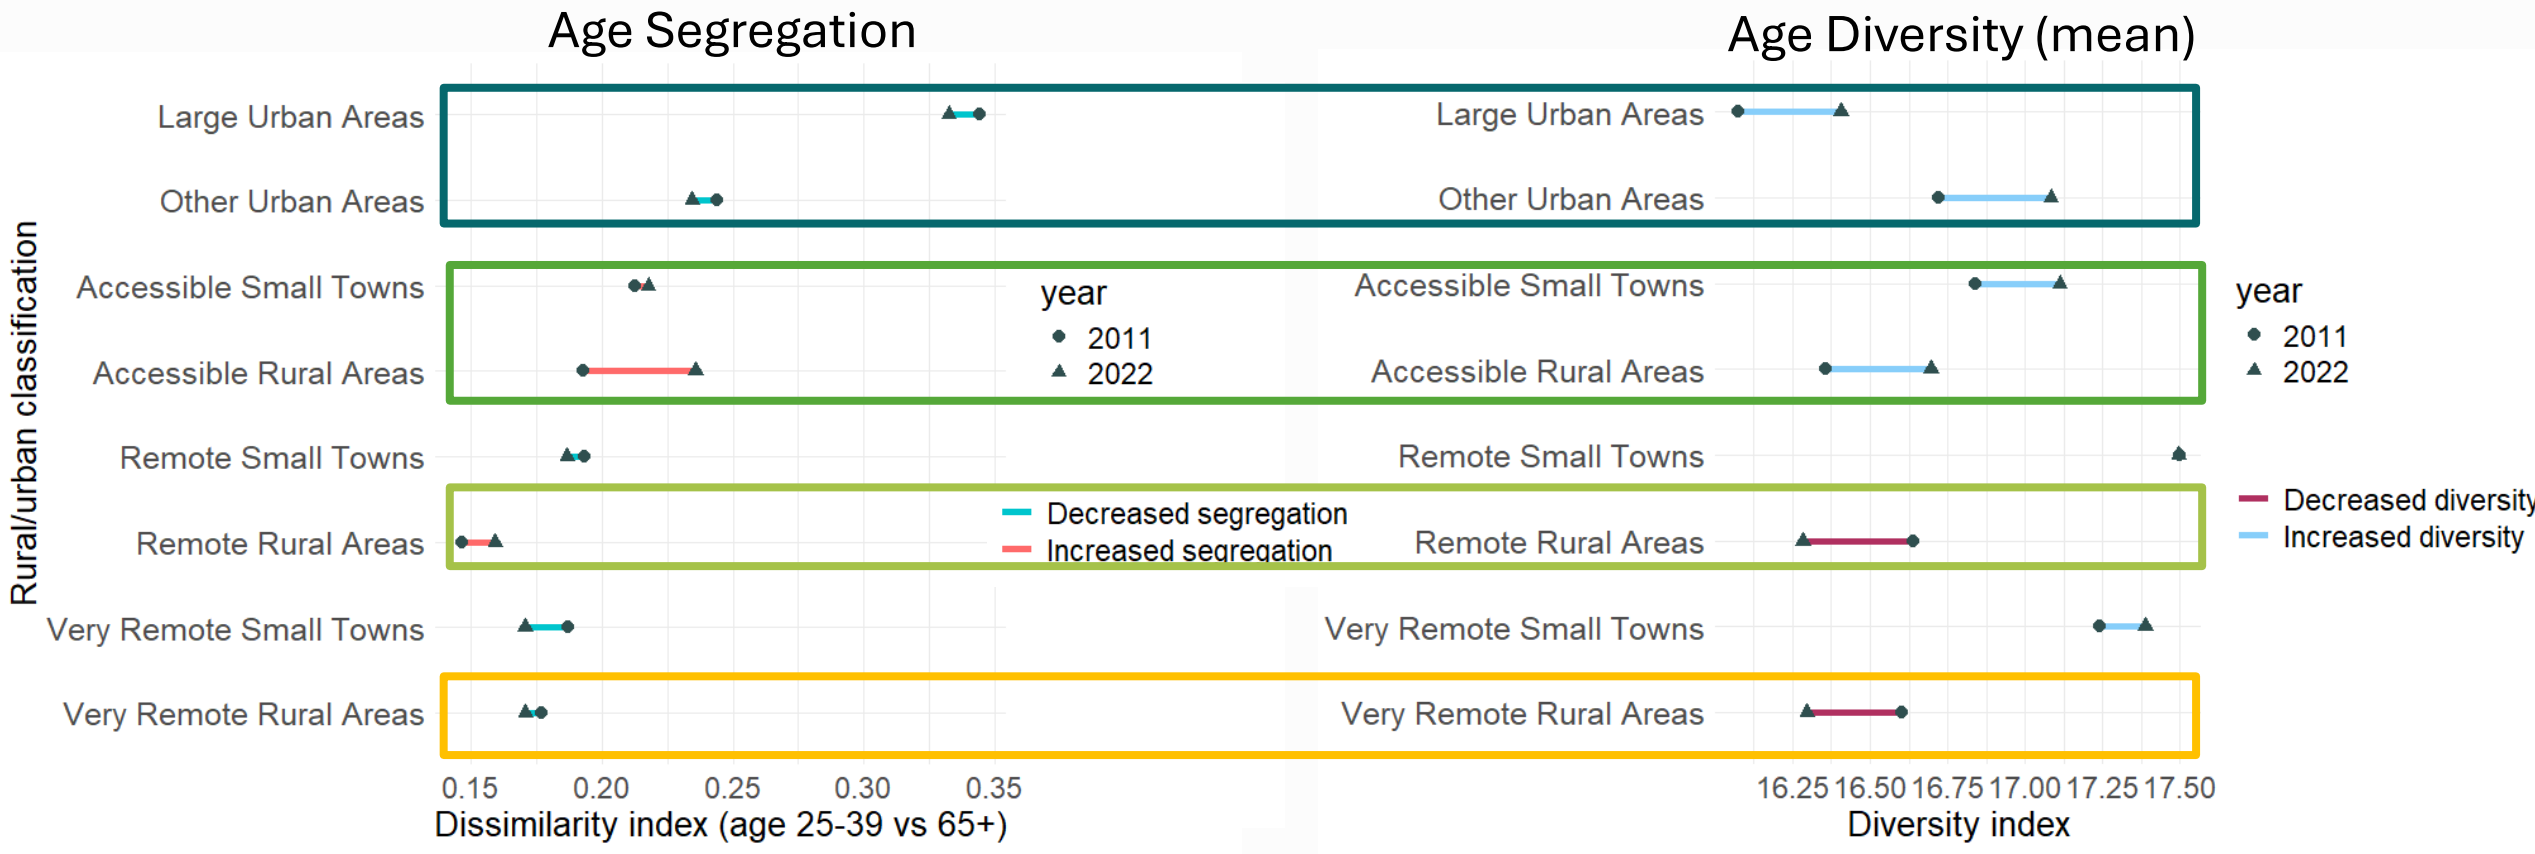 Age Segregation
Age Diversity (mean)
Rural/urban classification
Large Urban Areas
Other Urban Areas
Accessible Small Towns
Accessible Rural Areas
Remote Small Towns
Remote Rural Areas
Very Remote Small Towns
Very Remote Rural Areas
0.15 0.20 0.25 0.30 0.35
Dissimilarity index (age 25-39 vs 65+)
year
2011
2022
Decreased segregation
Increased segregation
Large Urban Areas
Other Urban Areas
Accessible Small Towns
Accessible Rural Areas
Remote Small Towns
Remote Rural Areas
Very Remote Small Towns
Very Remote Rural Areas
16.25 16.50 16.75 17.00 17.25 17.50
Diversity index
year
2011
2022
Decreased diversity
Increased diversity